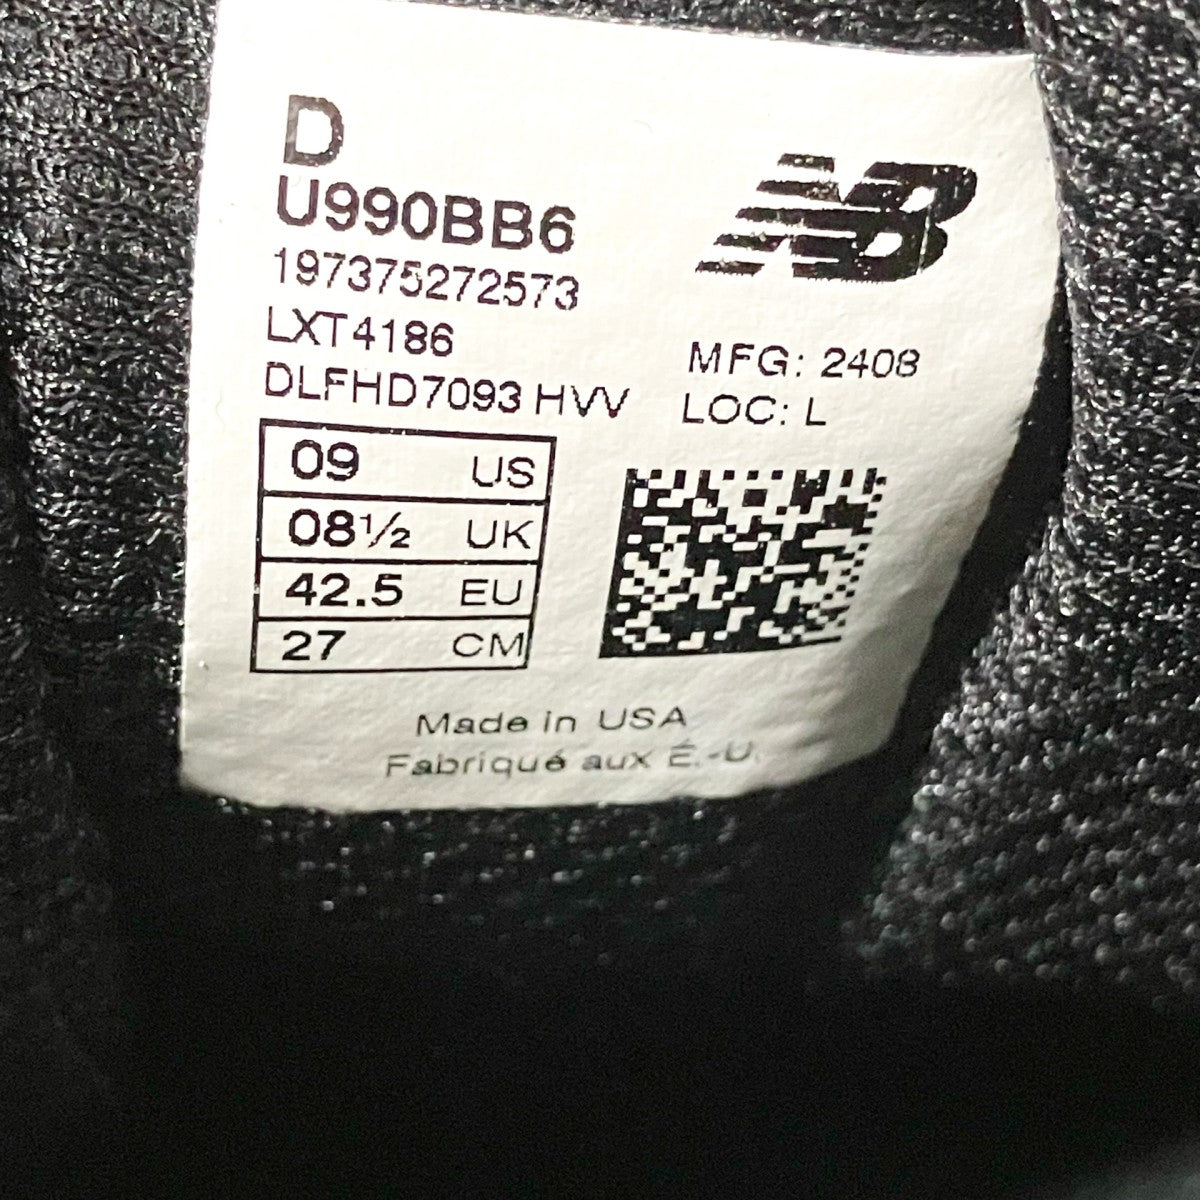 D
U990BB6
NB
197375272573
LXT4186
DLFHD7093 HVV
MFG: 2408
LOC: L
09 US
08½ UK
42.5 EU
27 CM
Made in USA
Fabriqué aux É.-U.